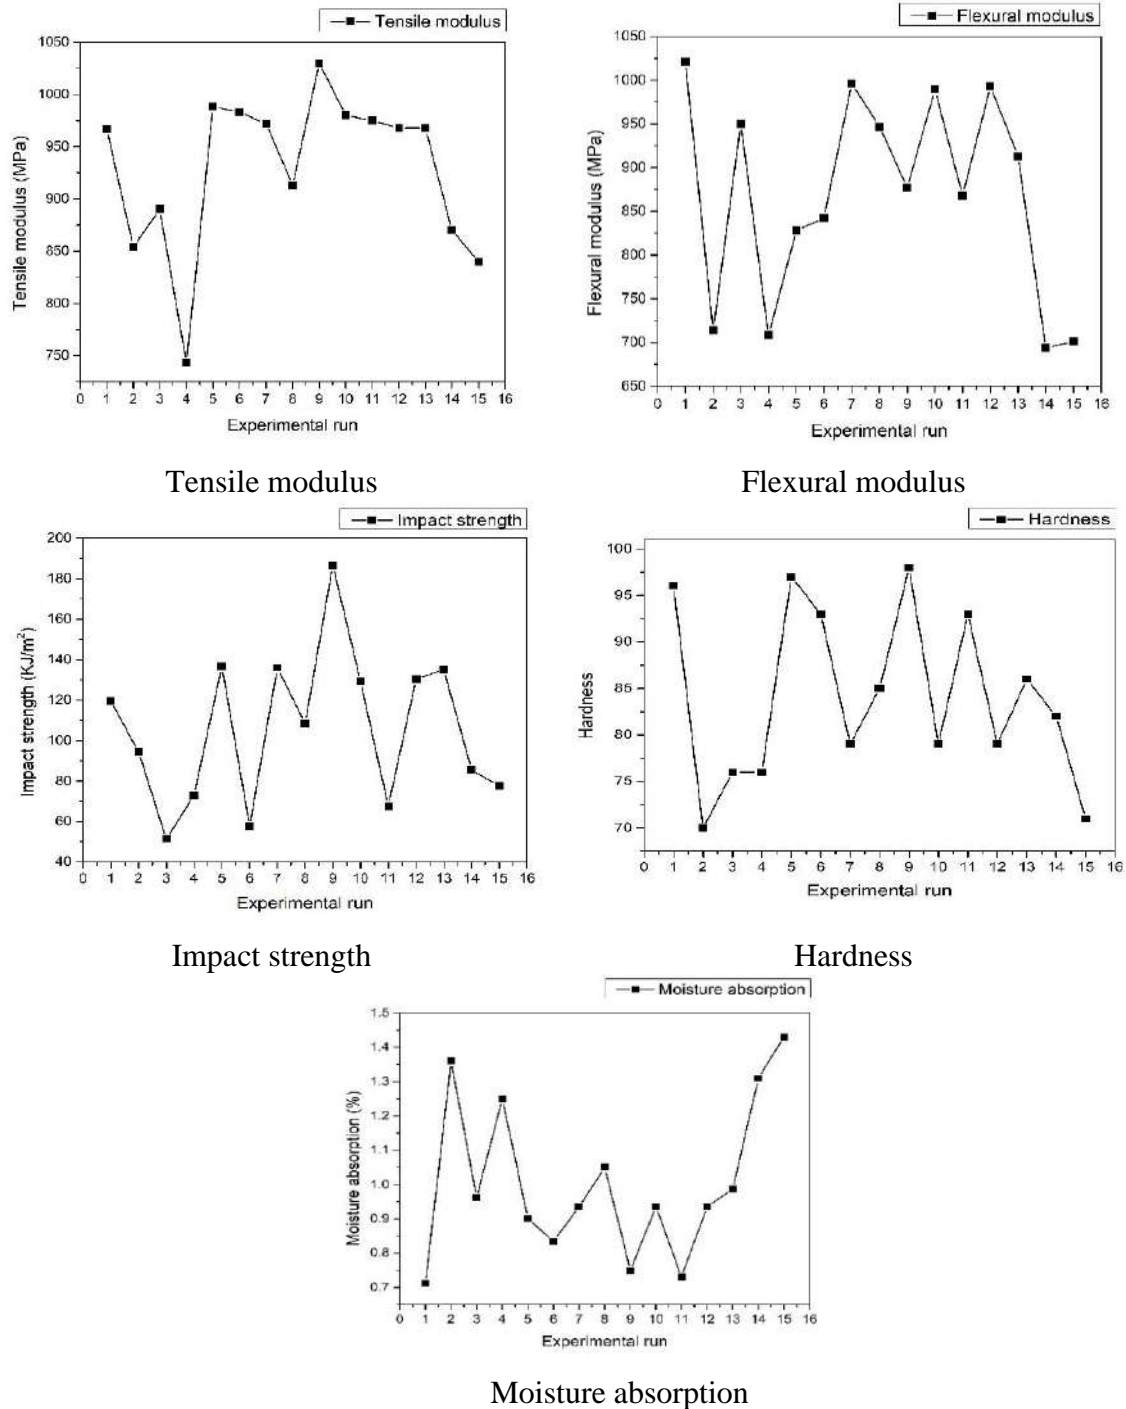 Tensile modulus
1050
1000
950
900
850
800
750
Tensile modulus (MPa)
0 1 2 3 4 5 6 7 8 9 10 11 12 13 14 15 16
Experimental run
Tensile modulus
Flexural modulus
1050
1000
950
900
850
800
750
700
650
Flexural modulus (MPa)
0 1 2 3 4 5 6 7 8 9 10 11 12 13 14 15 16
Experimental run
Flexural modulus
Impact strength
200
180
160
140
120
100
80
60
40
Impact strength (KJ/m²)
0 1 2 3 4 5 6 7 8 9 10 11 12 13 14 15 16
Experimental run
Impact strength
Hardness
100
95
90
85
80
75
70
Hardness
0 1 2 3 4 5 6 7 8 9 10 11 12 13 14 15 16
Experimental run
Hardness
Moisture absorption
1.5
1.4
1.3
1.2
1.1
1.0
0.9
0.8
0.7
Moisture absorption (%)
0 1 2 3 4 5 6 7 8 9 10 11 12 13 14 15 16
Experimental run
Moisture absorption